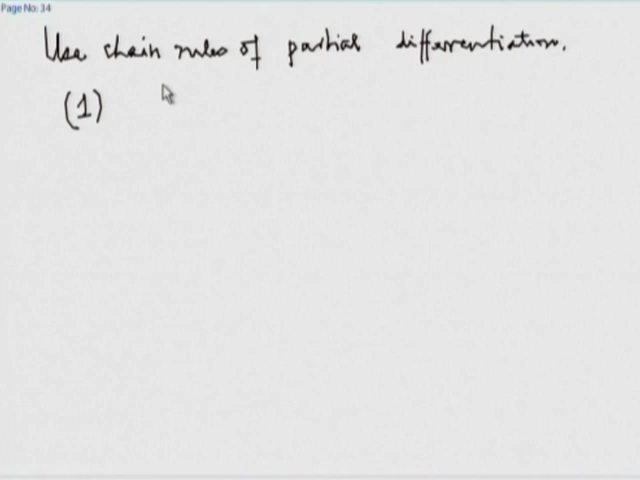 Page No: 34
Use chain rules of partial differentiation.
(1)